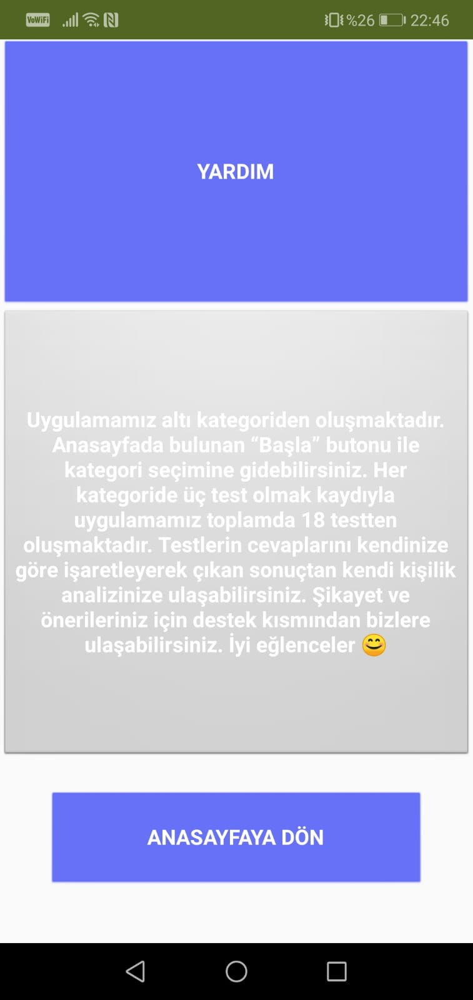 VoWiFi %26 22:46
YARDIM
Uygulamamız altı kategoriden oluşmaktadır.
Anasayfada bulunan “Başla” butonu ile
kategori seçimine gidebilirsiniz. Her
kategoride üç test olmak kaydıyla
uygulamamız toplamda 18 testten
oluşmaktadır. Testlerin cevaplarını kendinize
göre işaretleyerek çıkan sonuçtan kendi kişilik
analizinize ulaşabilirsiniz. Şikayet ve
önerileriniz için destek kısmından bizlere
ulaşabilirsiniz. İyi eğlenceler 😊
ANASAYFAYA DÖN